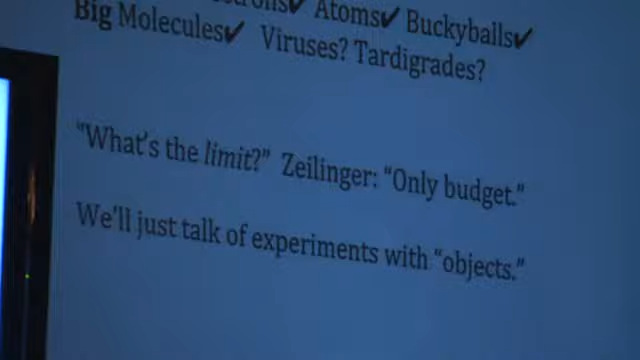 Atoms✔ Buckyballs✔
Big Molecules✔ Viruses? Tardigrades?
“What’s the limit?” Zeilinger: “Only budget.”
We’ll just talk of experiments with “objects.”